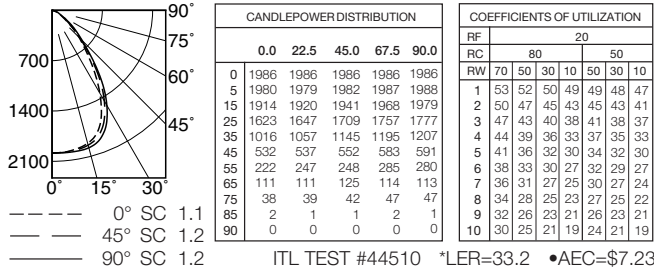 90°
75°
60°
45°
700
1400
2100
0° 15° 30°
0° SC 1.1
45° SC 1.2
90° SC 1.2
CANDLEPOWER DISTRIBUTION
0.0 22.5 45.0 67.5 90.0
0 1986 1986 1986 1986 1986
5 1980 1979 1982 1987 1988
15 1914 1920 1941 1968 1979
25 1623 1647 1709 1757 1777
35 1016 1057 1145 1195 1207
45 532 537 552 583 591
55 222 247 248 285 280
65 111 111 125 114 113
75 38 39 42 47 47
85 2 1 1 2 1
90 0 0 0 0 0
COEFFICIENTS OF UTILIZATION
RF 20
RC 80 50
RW 70 50 30 10 50 30 10
1 53 52 50 49 49 48 47
2 50 47 45 43 45 43 41
3 47 43 40 38 41 38 37
4 44 39 36 33 37 35 33
5 41 36 32 30 34 32 30
6 38 33 30 27 32 29 27
7 36 31 27 25 30 27 24
8 34 28 25 23 27 25 22
9 32 26 23 21 26 23 21
10 30 25 21 19 24 21 19
ITL TEST #44510 *LER=33.2 •AEC=$7.23